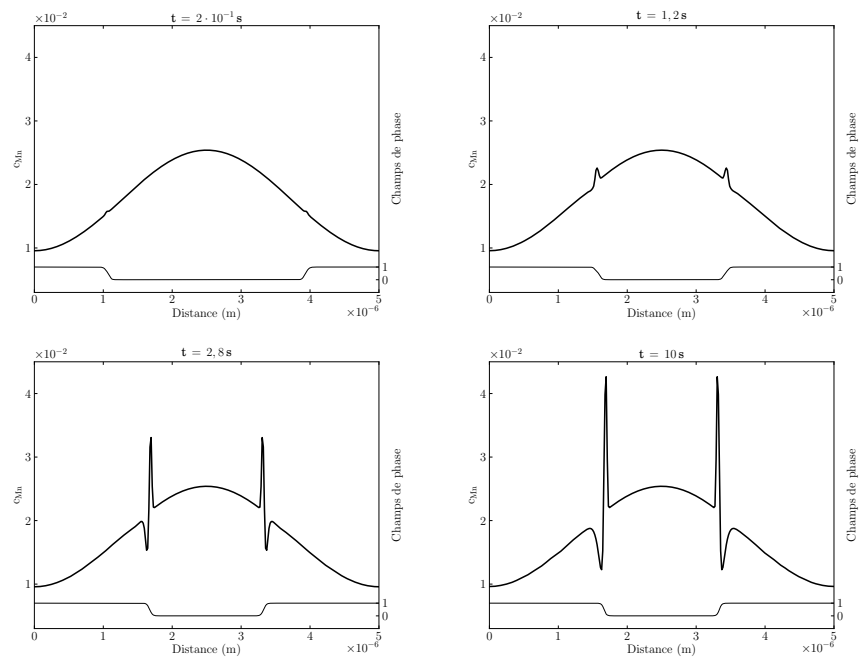 t = 2 · 10⁻¹ s
×10⁻²
4
3
2
1
c_Mn
Champs de phase
1
0
0 1 2 3 4 5
Distance (m)
×10⁻⁶
t = 1, 2 s
×10⁻²
4
3
2
1
c_Mn
Champs de phase
1
0
0 1 2 3 4 5
Distance (m)
×10⁻⁶
t = 2, 8 s
×10⁻²
4
3
2
1
c_Mn
Champs de phase
1
0
0 1 2 3 4 5
Distance (m)
×10⁻⁶
t = 10 s
×10⁻²
4
3
2
1
c_Mn
Champs de phase
1
0
0 1 2 3 4 5
Distance (m)
×10⁻⁶